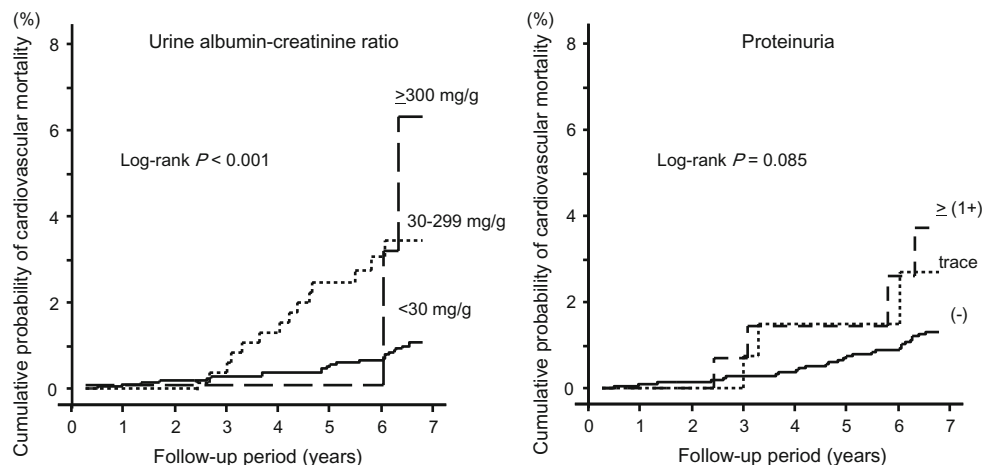 (%)
Urine albumin-creatinine ratio
Cumulative probability of cardiovascular mortality
8
6
4
2
0
≥300 mg/g
Log-rank P < 0.001
30-299 mg/g
<30 mg/g
0 1 2 3 4 5 6 7
Follow-up period (years)
(%)
Proteinuria
Cumulative probability of cardiovascular mortality
8
6
4
2
0
Log-rank P = 0.085
≥ (1+)
trace
(-)
0 1 2 3 4 5 6 7
Follow-up period (years)